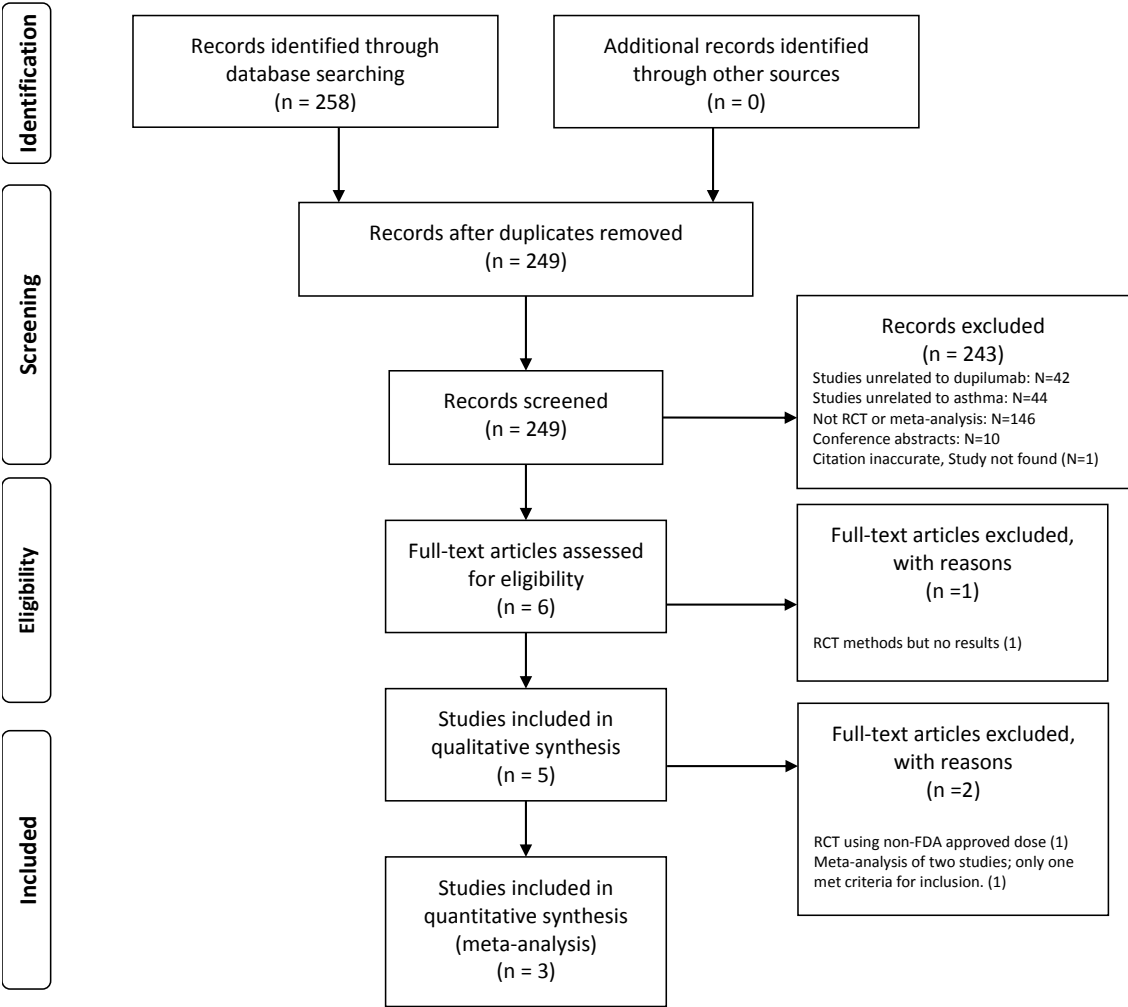 Identification
Records identified through
database searching
(n = 258)
Additional records identified
through other sources
(n = 0)
Screening
Records after duplicates removed
(n = 249)
Records screened
(n = 249)
Records excluded
(n = 243)
Studies unrelated to dupilumab: N=42
Studies unrelated to asthma: N=44
Not RCT or meta-analysis: N=146
Conference abstracts: N=10
Citation inaccurate, Study not found (N=1)
Eligibility
Full-text articles assessed
for eligibility
(n = 6)
Full-text articles excluded,
with reasons
(n =1)
RCT methods but no results (1)
Included
Studies included in
qualitative synthesis
(n = 5)
Full-text articles excluded,
with reasons
(n =2)
RCT using non-FDA approved dose (1)
Meta-analysis of two studies; only one
met criteria for inclusion. (1)
Studies included in
quantitative synthesis
(meta-analysis)
(n = 3)